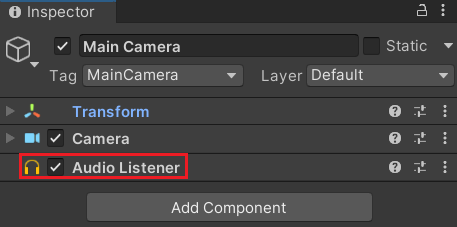 Inspector
Main Camera Static
Tag MainCamera Layer Default
Transform
Camera
Audio Listener
Add Component